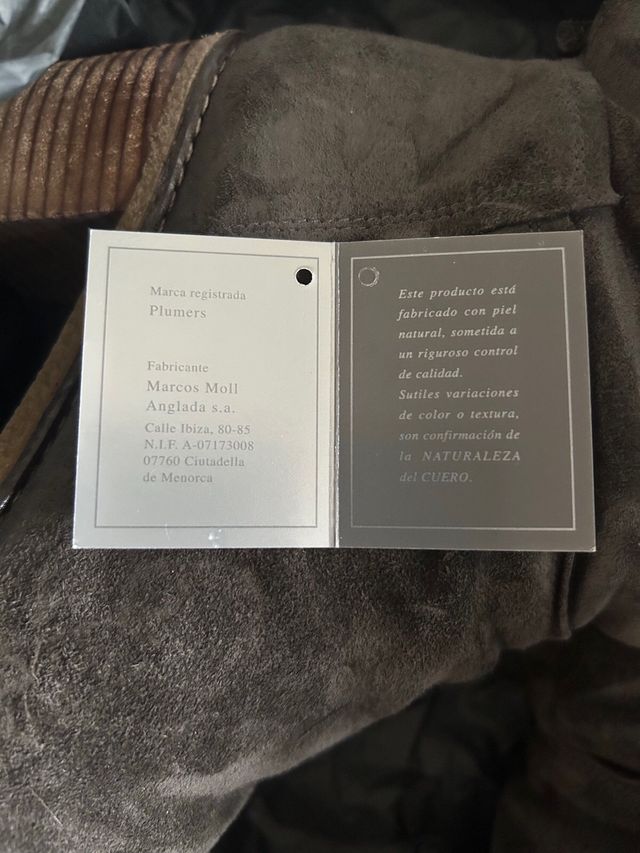 Marca registrada
Plumers
Fabricante
Marcos Moll
Anglada s.a.
Calle Ibiza, 80-85
N.I.F. A-07173008
07760 Ciutadella
de Menorca
Este producto está
fabricado con piel
natural, sometida a
un riguroso control
de calidad.
Sutiles variaciones
de color o textura,
son confirmación de
la NATURALEZA
del CUERO.